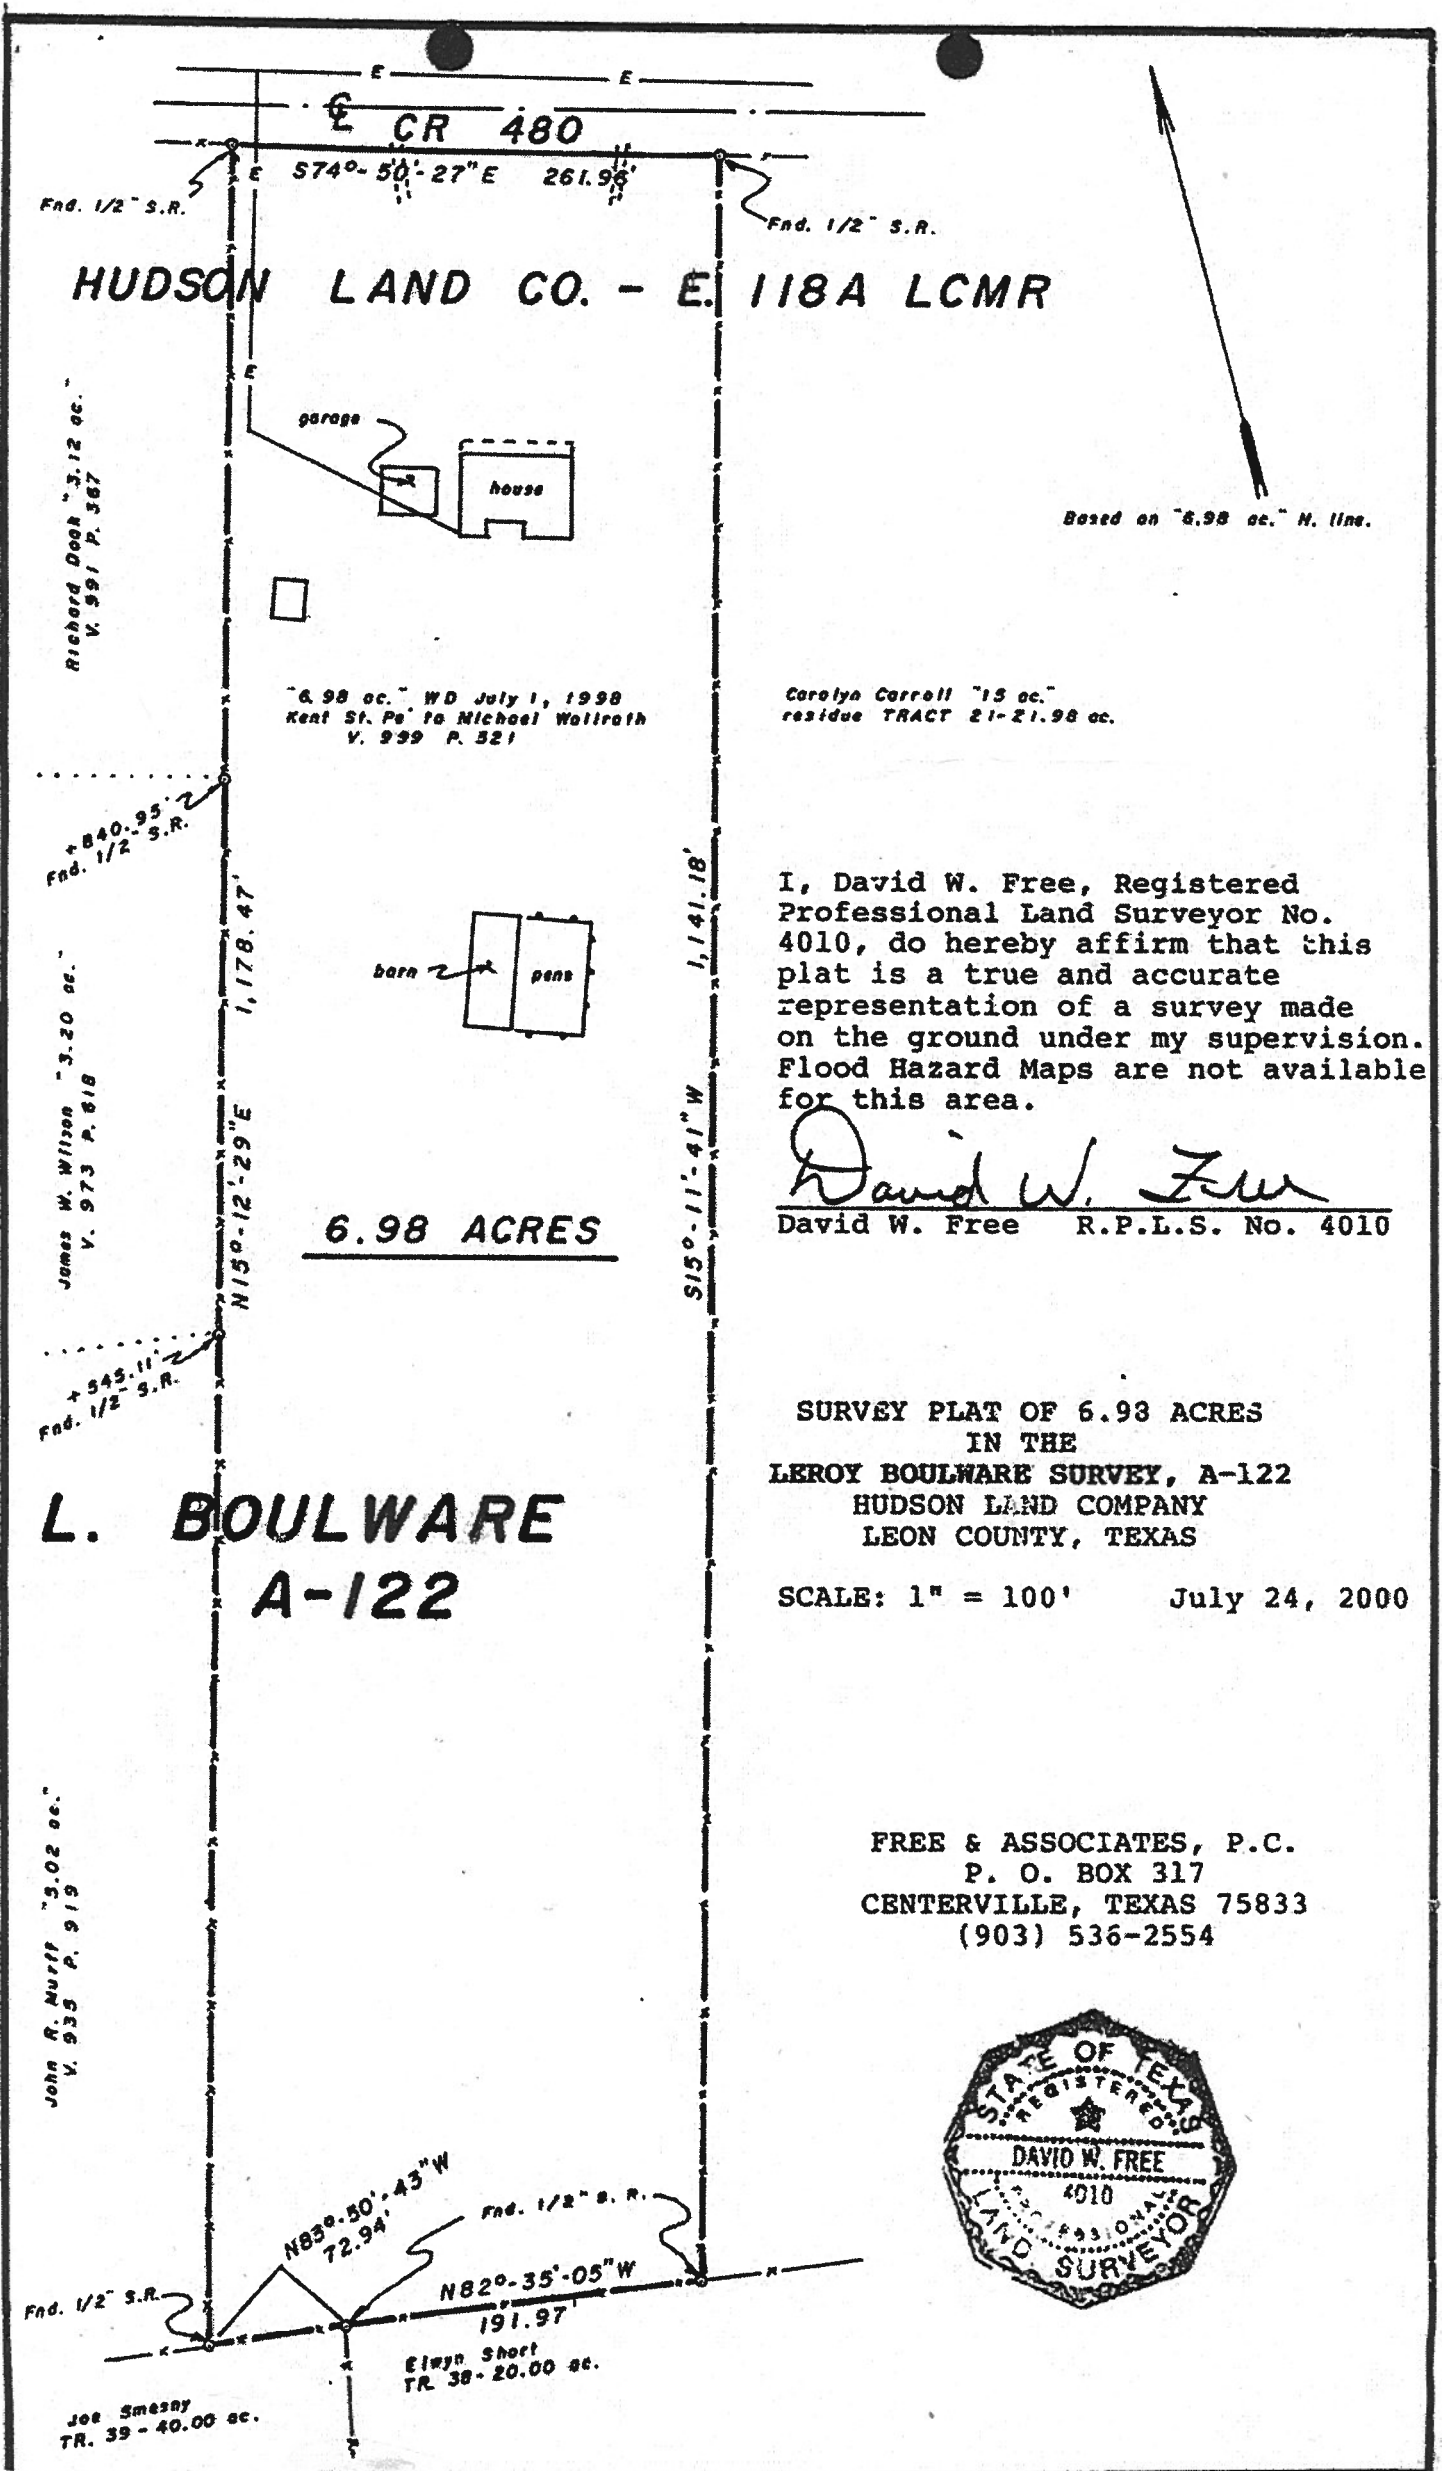 E E
℄ CR 480
S74°-50'-27"E 261.96'
E
Fnd. 1/2" S.R.
Fnd. 1/2" S.R.
HUDSON LAND CO. - E. 118A LCMR
E
garage
house
Based on "6.98 ac." N. line.
Richard Dook "3.12 ac."
V. 991 P. 367
"6.98 ac." WD July 1, 1998
Kent St. Pe' to Michael Wallrath
V. 999 P. 321
Carolyn Carroll "15 ac."
residue TRACT 21-21.98 ac.
+840.95'
Fnd. 1/2" S.R.
1,178.47'
N15°-12'-29"E
1,141.18'
S15°-11'-41"W
barn
pens
I, David W. Free, Registered
Professional Land Surveyor No.
4010, do hereby affirm that this
plat is a true and accurate
representation of a survey made
on the ground under my supervision.
Flood Hazard Maps are not available
for this area.
David W. Free
David W. Free R.P.L.S. No. 4010
James W. Wilson "3.20 ac."
V. 973 P. 818
6.98 ACRES
+545.11'
Fnd. 1/2" S.R.
SURVEY PLAT OF 6.98 ACRES
IN THE
LEROY BOULWARE SURVEY, A-122
HUDSON LAND COMPANY
LEON COUNTY, TEXAS
SCALE: 1" = 100' July 24, 2000
L. BOULWARE
A-122
John R. Murff "3.02 ac."
V. 935 P. 919
FREE & ASSOCIATES, P.C.
P. O. BOX 317
CENTERVILLE, TEXAS 75833
(903) 536-2554
STATE OF TEXAS
REGISTERED
DAVID W. FREE
4010
PROFESSIONAL
LAND SURVEYOR
N83°-50'-43"W
72.94'
Fnd. 1/2" S.R.
N82°-35'-05"W
191.97'
Fnd. 1/2" S.R.
Elwyn Short
TR. 38-20.00 ac.
Joe Smesny
TR. 39-40.00 ac.